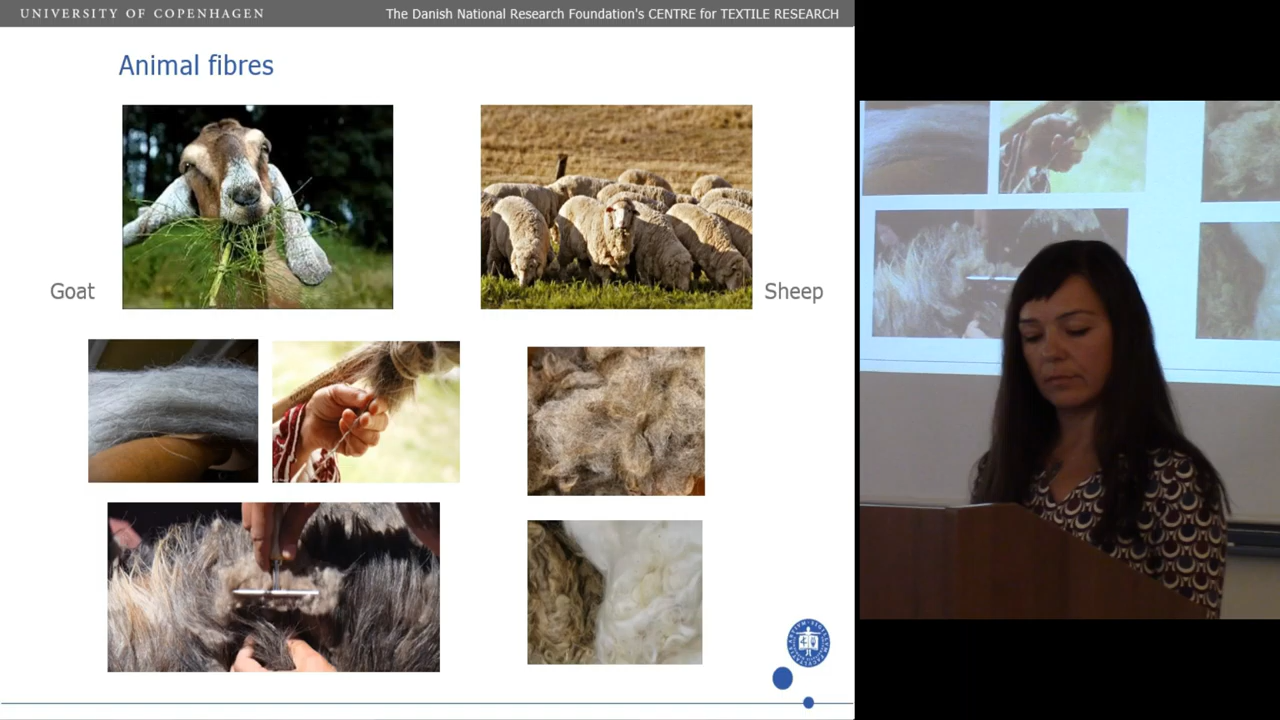 UNIVERSITY OF COPENHAGEN
The Danish National Research Foundation's CENTRE for TEXTILE RESEARCH
Animal fibres
Goat
Sheep